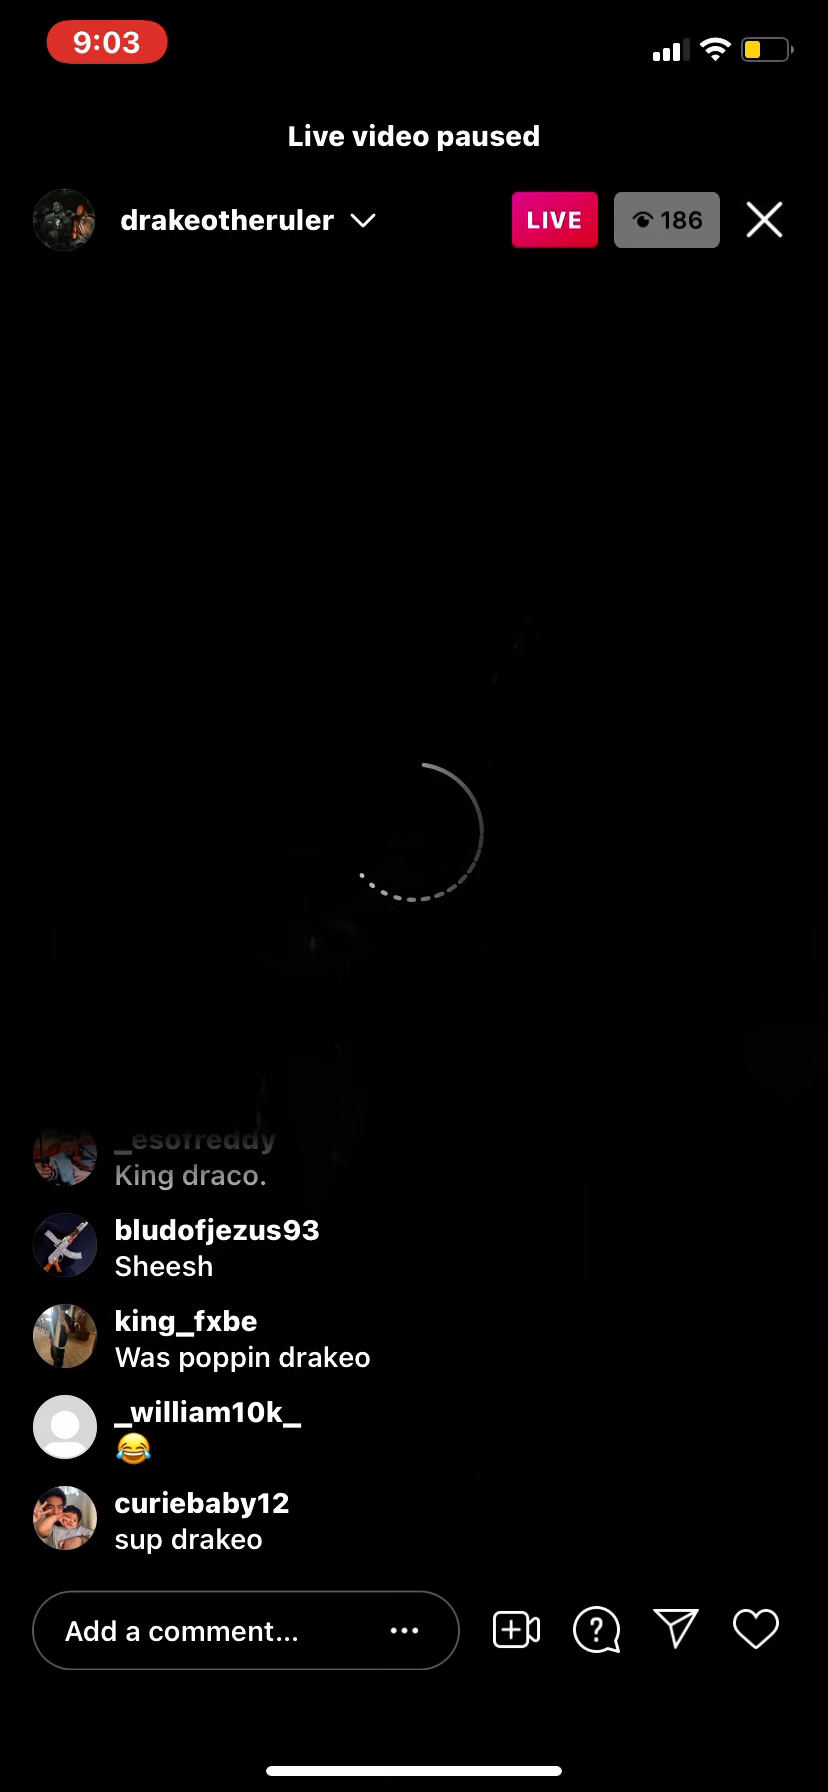 9:03
Live video paused
drakeotheruler
LIVE
186
_esofreddy
King draco.
bludofjezus93
Sheesh
king_fxbe
Was poppin drakeo
_william10k_
😂
curiebaby12
sup drakeo
Add a comment...